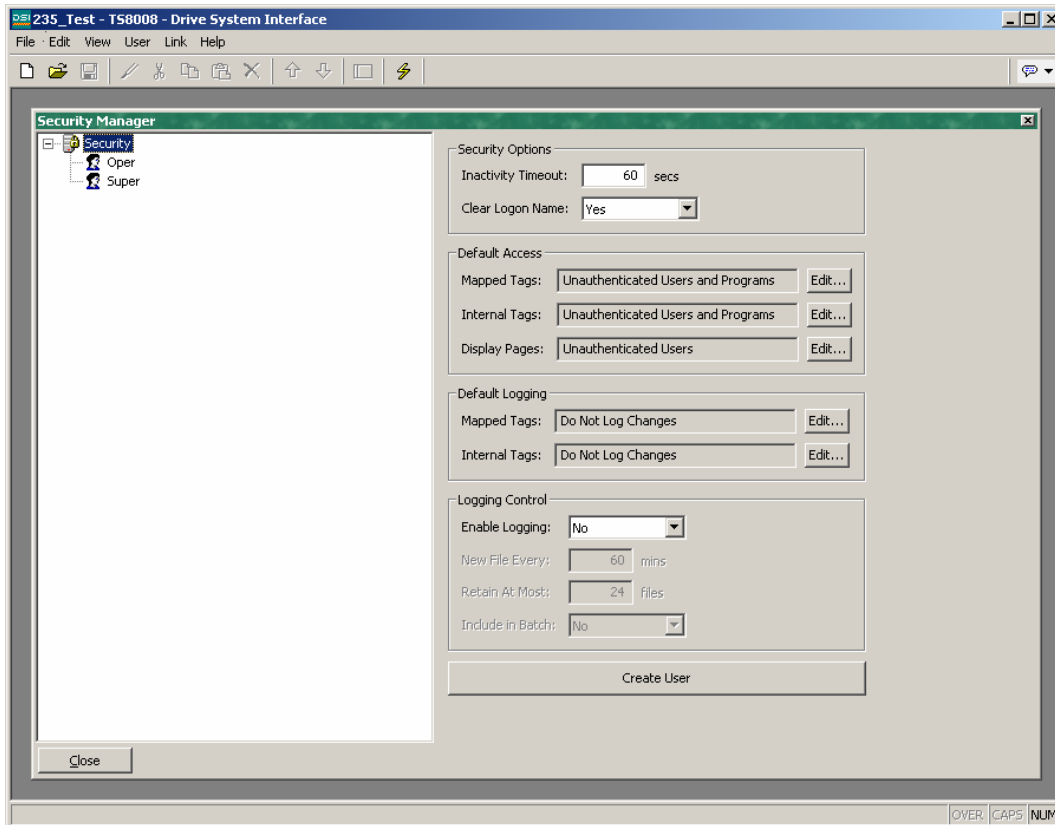 DSI 235_Test - TS8008 - Drive System Interface
File Edit View User Link Help
Security Manager
Security
Oper
Super
Security Options
Inactivity Timeout: 60 secs
Clear Logon Name: Yes
Default Access
Mapped Tags: Unauthenticated Users and Programs Edit...
Internal Tags: Unauthenticated Users and Programs Edit...
Display Pages: Unauthenticated Users Edit...
Default Logging
Mapped Tags: Do Not Log Changes Edit...
Internal Tags: Do Not Log Changes Edit...
Logging Control
Enable Logging: No
New File Every: 60 mins
Retain At Most: 24 files
Include in Batch: No
Create User
Close
OVER CAPS NUM